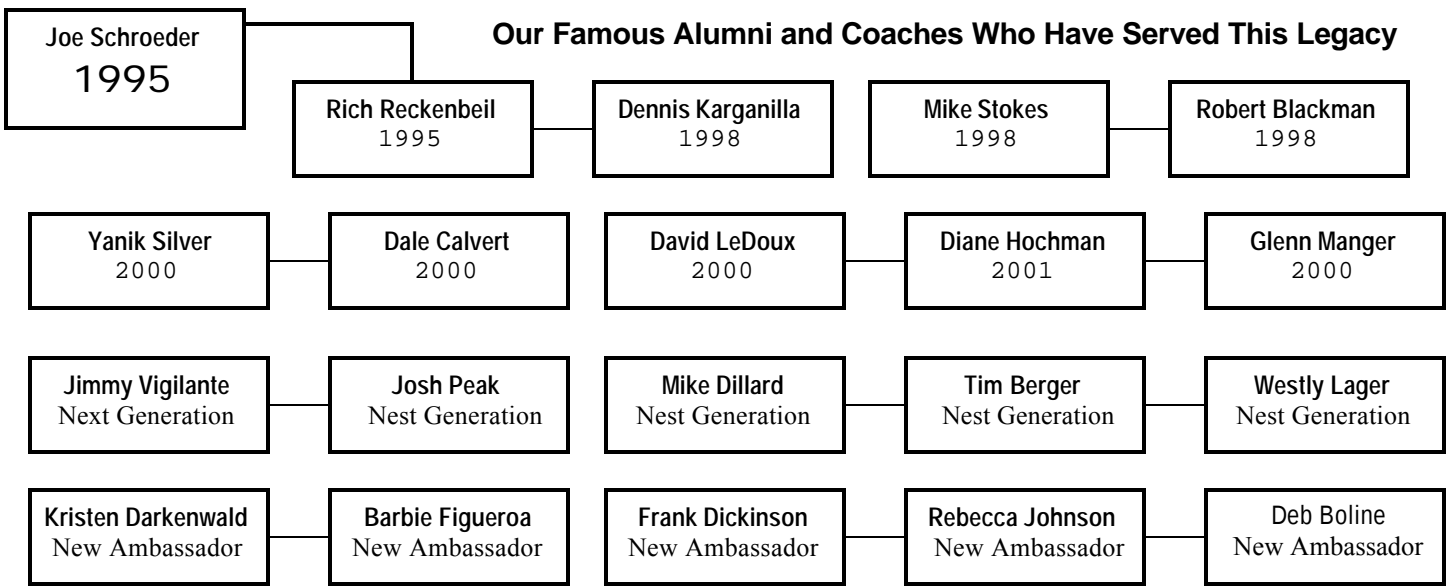 Joe Schroeder
1995
Our Famous Alumni and Coaches Who Have Served This Legacy
Rich Reckenbeil
1995
Dennis Karganilla
1998
Mike Stokes
1998
Robert Blackman
1998
Yanik Silver
2000
Dale Calvert
2000
David LeDoux
2000
Diane Hochman
2001
Glenn Manger
2000
Jimmy Vigilante
Next Generation
Josh Peak
Nest Generation
Mike Dillard
Nest Generation
Tim Berger
Nest Generation
Westly Lager
Nest Generation
Kristen Darkenwald
New Ambassador
Barbie Figueroa
New Ambassador
Frank Dickinson
New Ambassador
Rebecca Johnson
New Ambassador
Deb Boline
New Ambassador